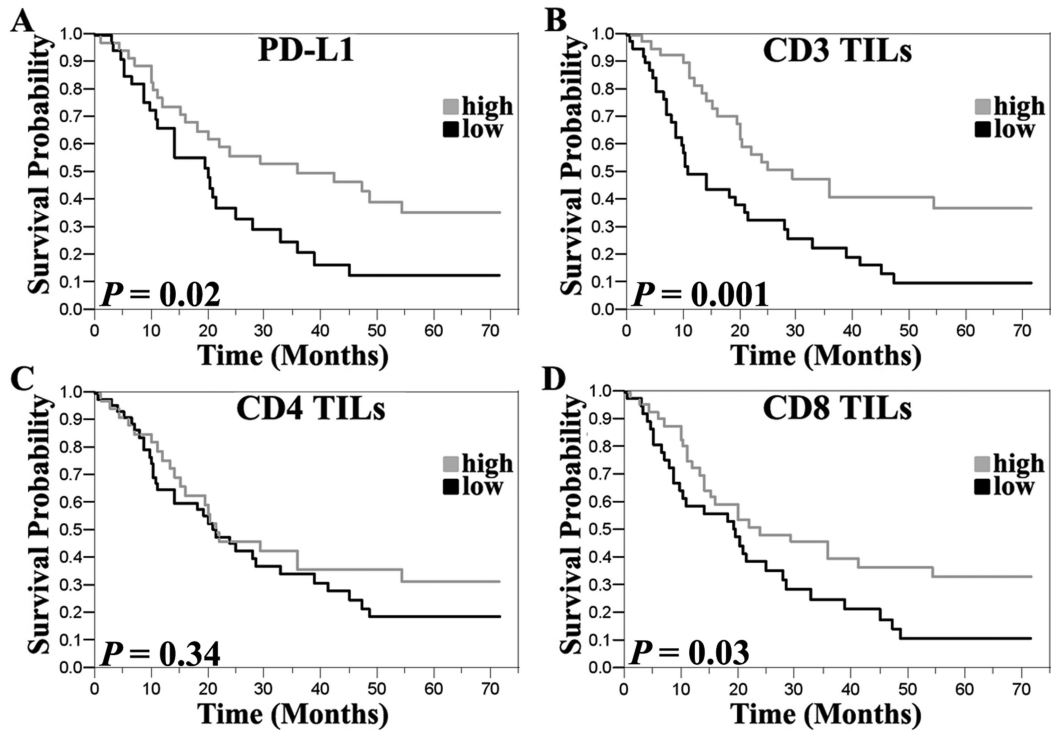 A
PD-L1
Survival Probability
1.0
0.9
0.8
0.7
0.6
0.5
0.4
0.3
0.2
0.1
0.0
high
low
P = 0.02
0 10 20 30 40 50 60 70
Time (Months)
B
CD3 TILs
Survival Probability
1.0
0.9
0.8
0.7
0.6
0.5
0.4
0.3
0.2
0.1
0.0
high
low
P = 0.001
0 10 20 30 40 50 60 70
Time (Months)
C
CD4 TILs
Survival Probability
1.0
0.9
0.8
0.7
0.6
0.5
0.4
0.3
0.2
0.1
0.0
high
low
P = 0.34
0 10 20 30 40 50 60 70
Time (Months)
D
CD8 TILs
Survival Probability
1.0
0.9
0.8
0.7
0.6
0.5
0.4
0.3
0.2
0.1
0.0
high
low
P = 0.03
0 10 20 30 40 50 60 70
Time (Months)